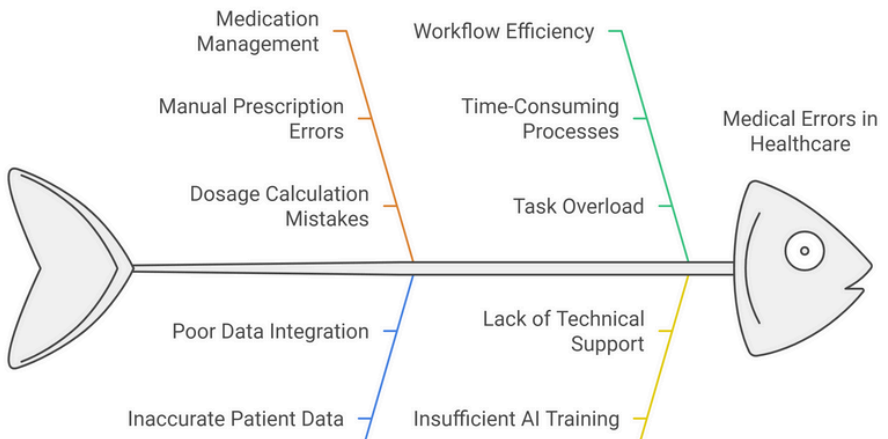 Medication
Management
Manual Prescription
Errors
Dosage Calculation
Mistakes
Workflow Efficiency
Time-Consuming
Processes
Task Overload
Medical Errors in
Healthcare
Poor Data Integration
Inaccurate Patient Data
Lack of Technical
Support
Insufficient AI Training